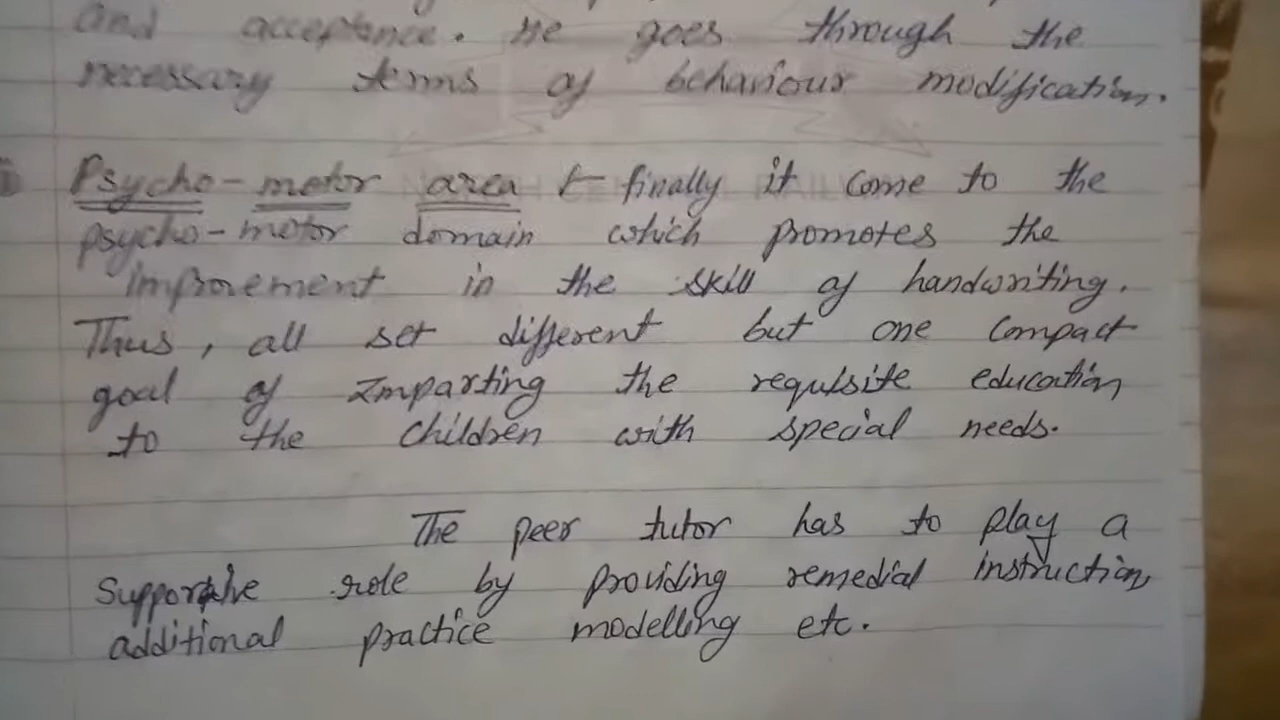 and acceptance. He goes through the
necessary terms of behaviour modification.
Psycho-motor area :- finally it come to the
psycho-motor domain which promotes the
improvement in the skill of handwriting.
Thus, all set different but one compact
goal of Imparting the requisite education
to the children with special needs.
The peer tutor has to play a
Supportive role by providing remedial instruction,
additional practice modelling etc.